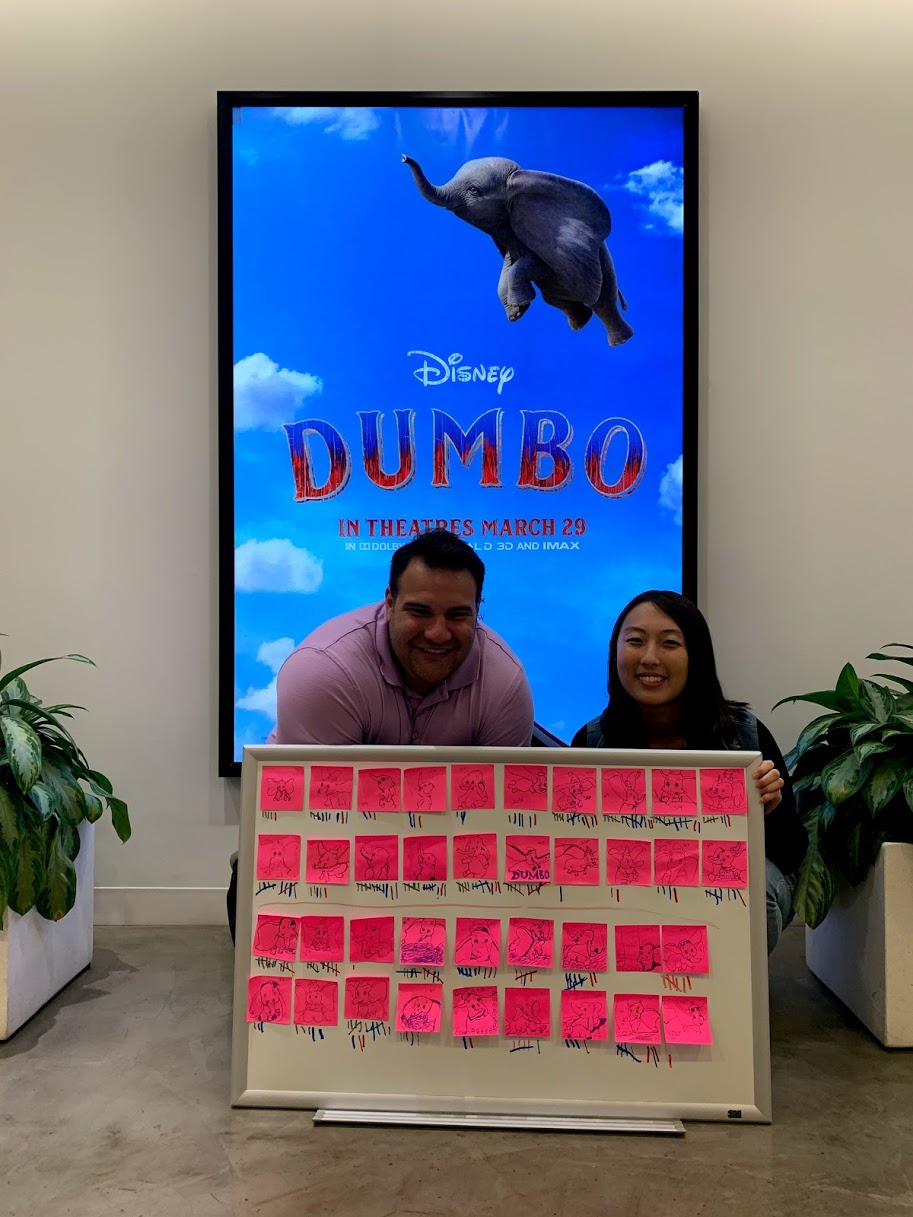 Disney
DUMBO
IN THEATRES MARCH 29
IN DOLBY D 3D AND IMAX
DUMBO